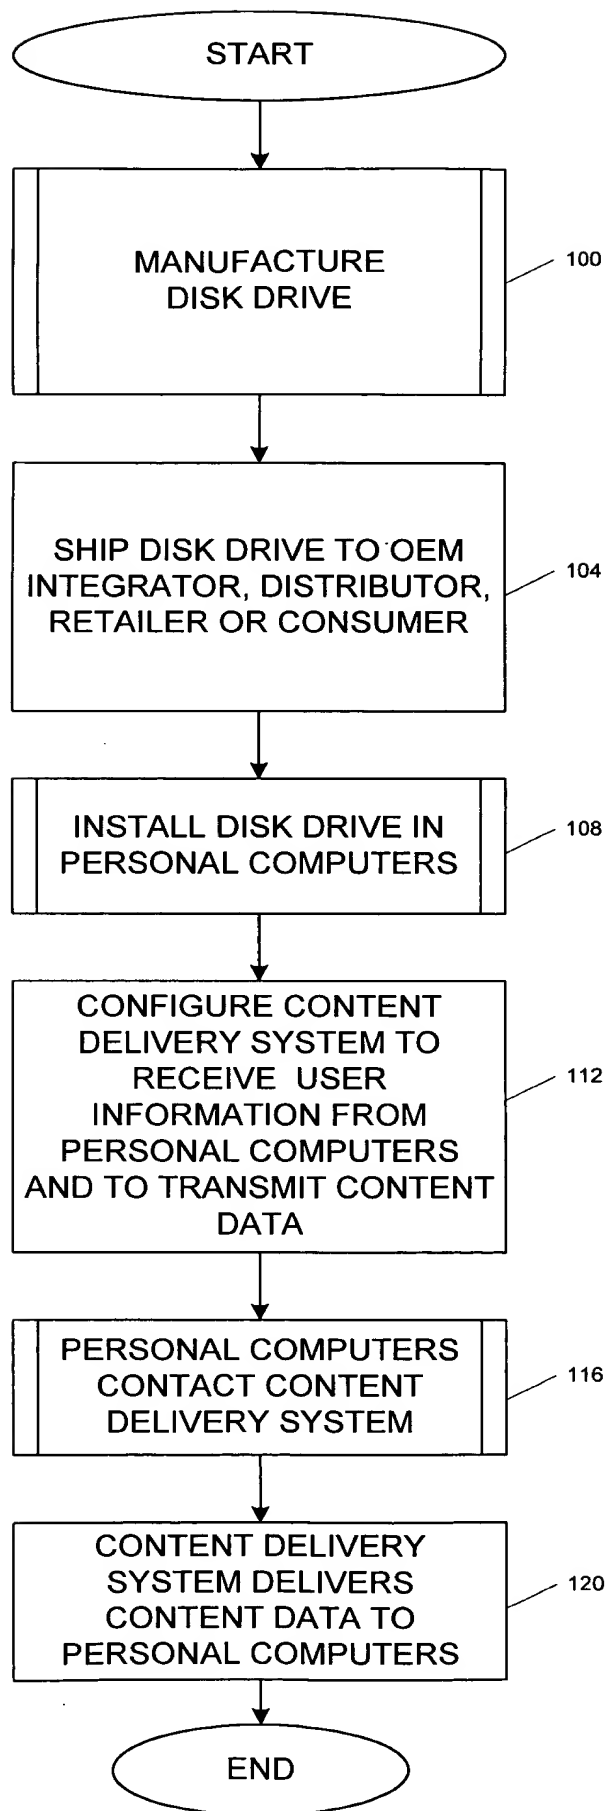 START
MANUFACTURE
DISK DRIVE
100
SHIP DISK DRIVE TO OEM
INTEGRATOR, DISTRIBUTOR,
RETAILER OR CONSUMER
104
INSTALL DISK DRIVE IN
PERSONAL COMPUTERS
108
CONFIGURE CONTENT
DELIVERY SYSTEM TO
RECEIVE USER
INFORMATION FROM
PERSONAL COMPUTERS
AND TO TRANSMIT CONTENT
DATA
112
PERSONAL COMPUTERS
CONTACT CONTENT
DELIVERY SYSTEM
116
CONTENT DELIVERY
SYSTEM DELIVERS
CONTENT DATA TO
PERSONAL COMPUTERS
120
END